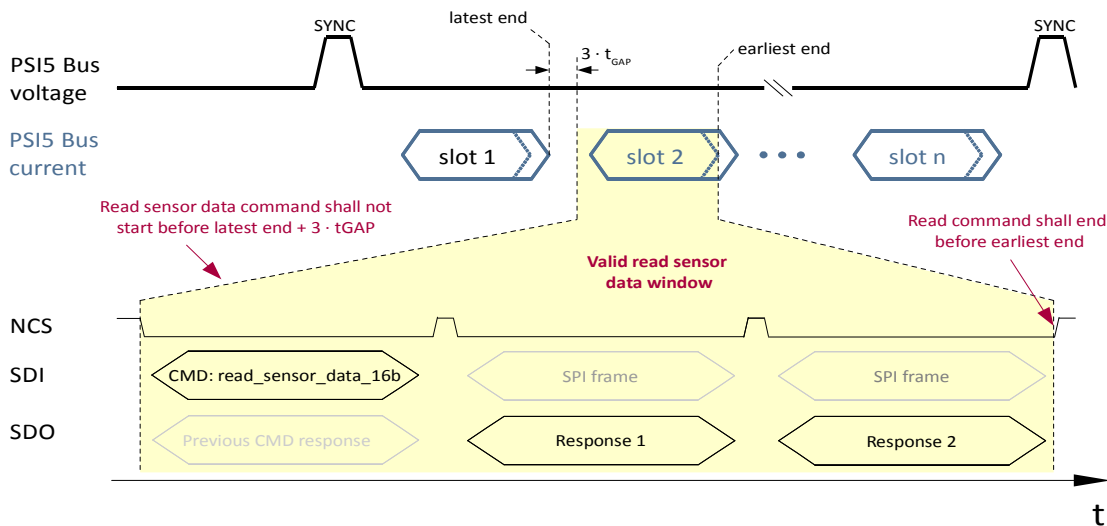 SYNC
latest end
SYNC
3 · tGAP
earliest end
PSI5 Bus
voltage
PSI5 Bus
current
slot 1
slot 2
slot n
Read sensor data command shall not
start before latest end + 3 · tGAP
Read command shall end
before earliest end
Valid read sensor
data window
NCS
SDI
CMD: read_sensor_data_16b
SPI frame
SPI frame
SDO
Previous CMD response
Response 1
Response 2
t